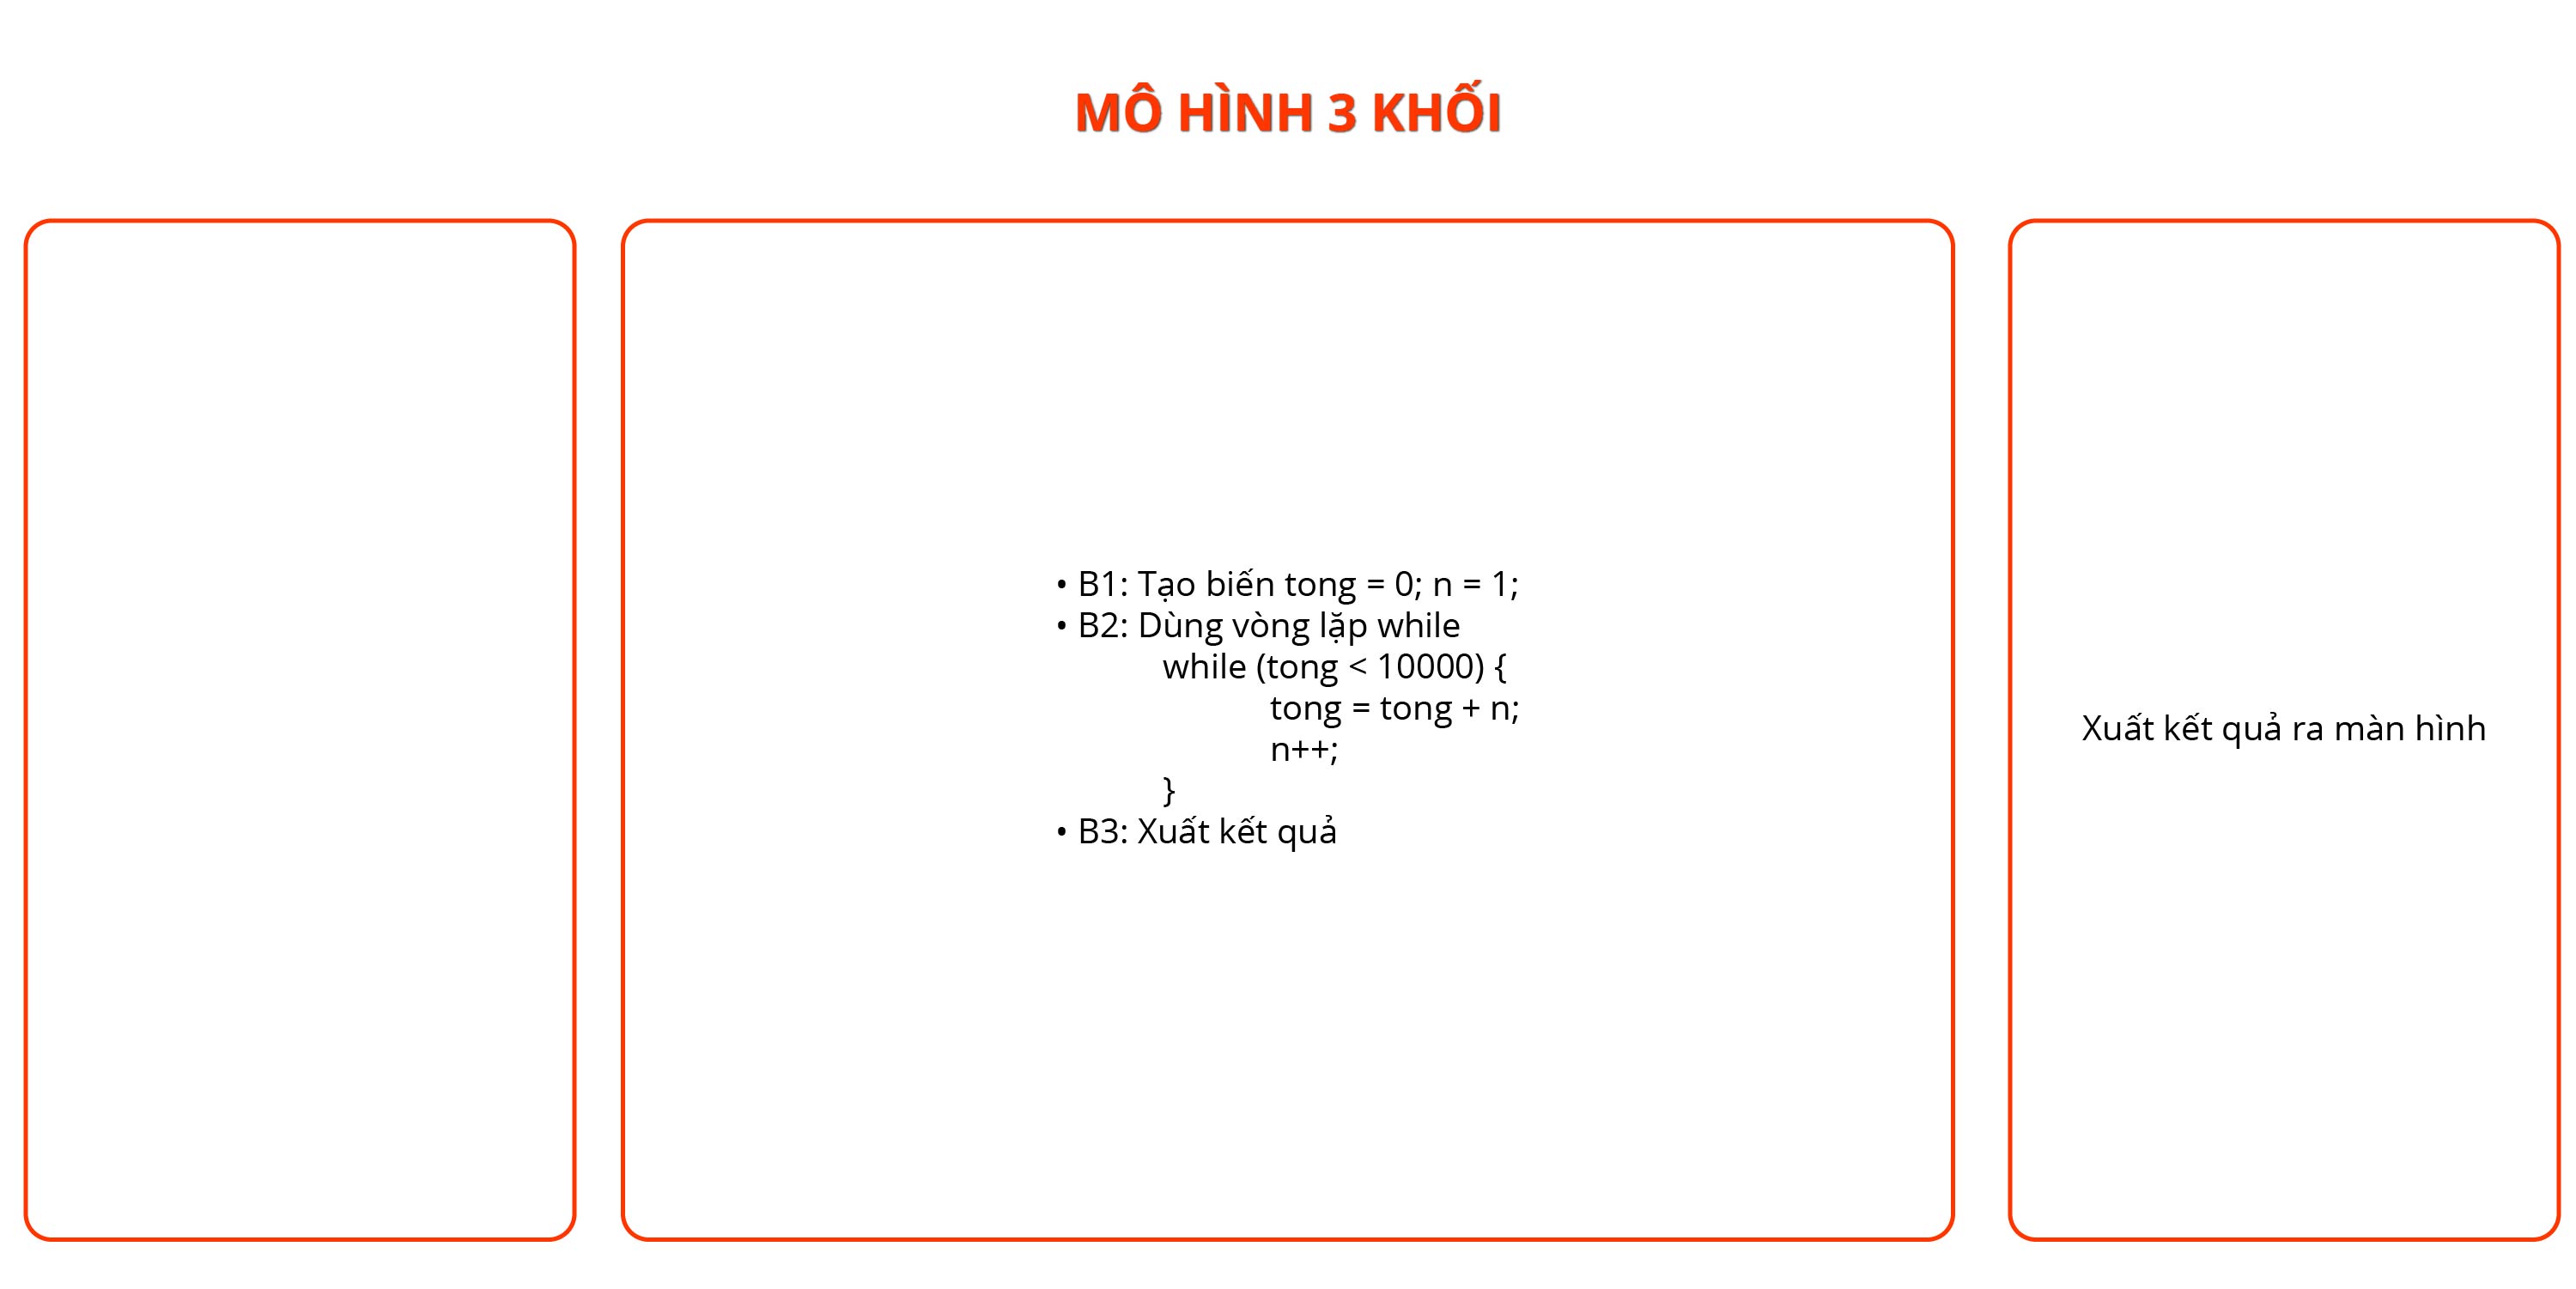 MÔ HÌNH 3 KHỐI
• B1: Tạo biến tong = 0; n = 1;
• B2: Dùng vòng lặp while
while (tong < 10000) {
tong = tong + n;
n++;
}
• B3: Xuất kết quả
Xuất kết quả ra màn hình